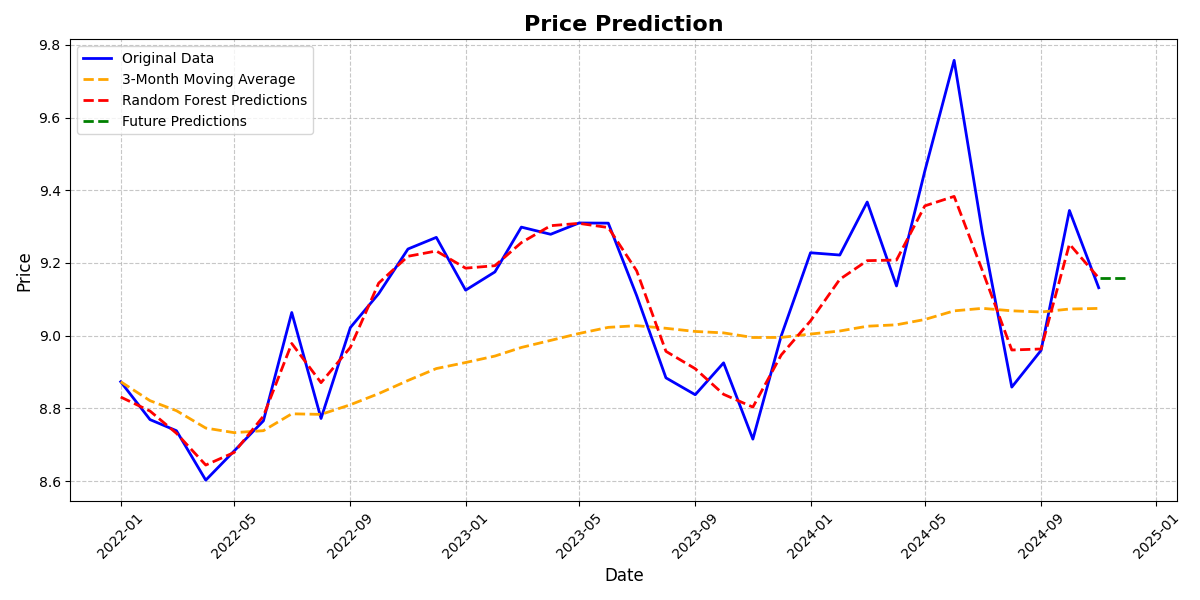 Price Prediction
Original Data
3-Month Moving Average
Random Forest Predictions
Future Predictions
Price
9.8
9.6
9.4
9.2
9.0
8.8
8.6
2022-01
2022-05
2022-09
2023-01
2023-05
2023-09
2024-01
2024-05
2024-09
2025-01
Date